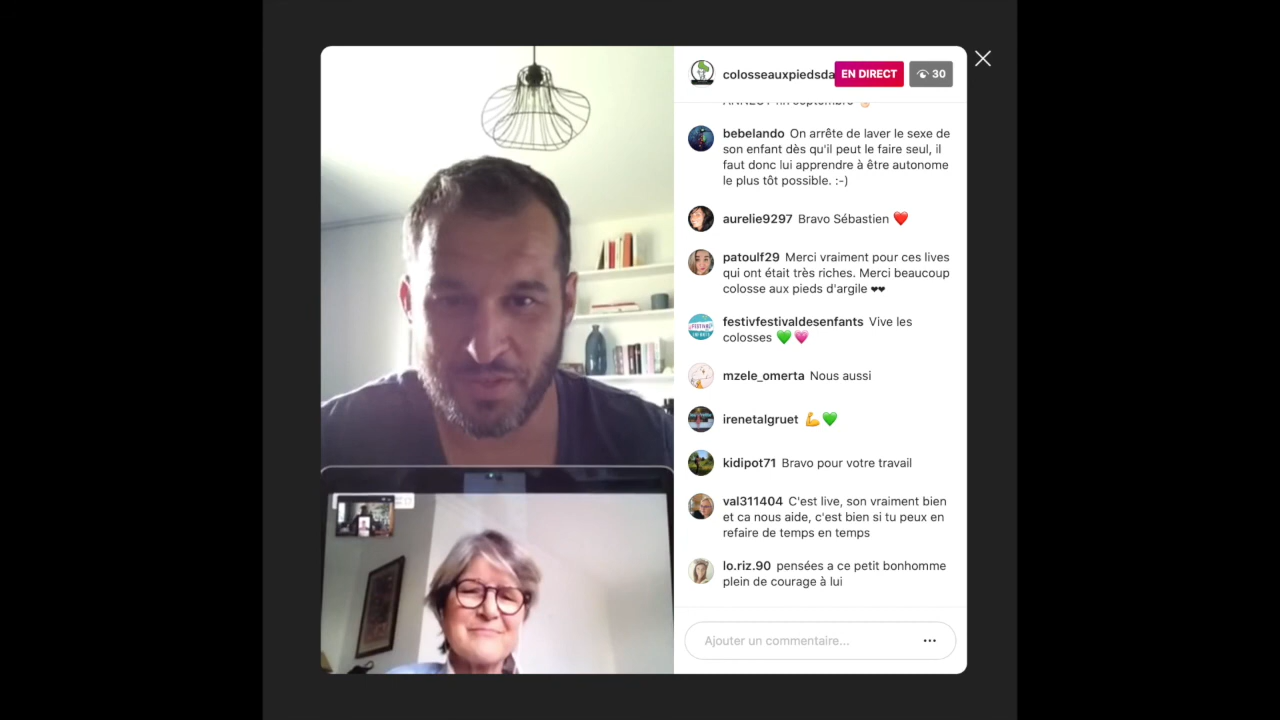 colosseauxpiedsda
EN DIRECT
30
bebelando On arrête de laver le sexe de
son enfant dès qu'il peut le faire seul, il
faut donc lui apprendre à être autonome
le plus tôt possible. :-)
aurelie9297 Bravo Sébastien ❤️
patoulf29 Merci vraiment pour ces lives
qui ont était très riches. Merci beaucoup
colosse aux pieds d'argile ❤❤
festivfestivaldesenfants Vive les
colosses 💚💗
mzele_omerta Nous aussi
irenetalgruet 💪💚
kidipot71 Bravo pour votre travail
val311404 C'est live, son vraiment bien
et ca nous aide, c'est bien si tu peux en
refaire de temps en temps
lo.riz.90 pensées a ce petit bonhomme
plein de courage à lui
Ajouter un commentaire...